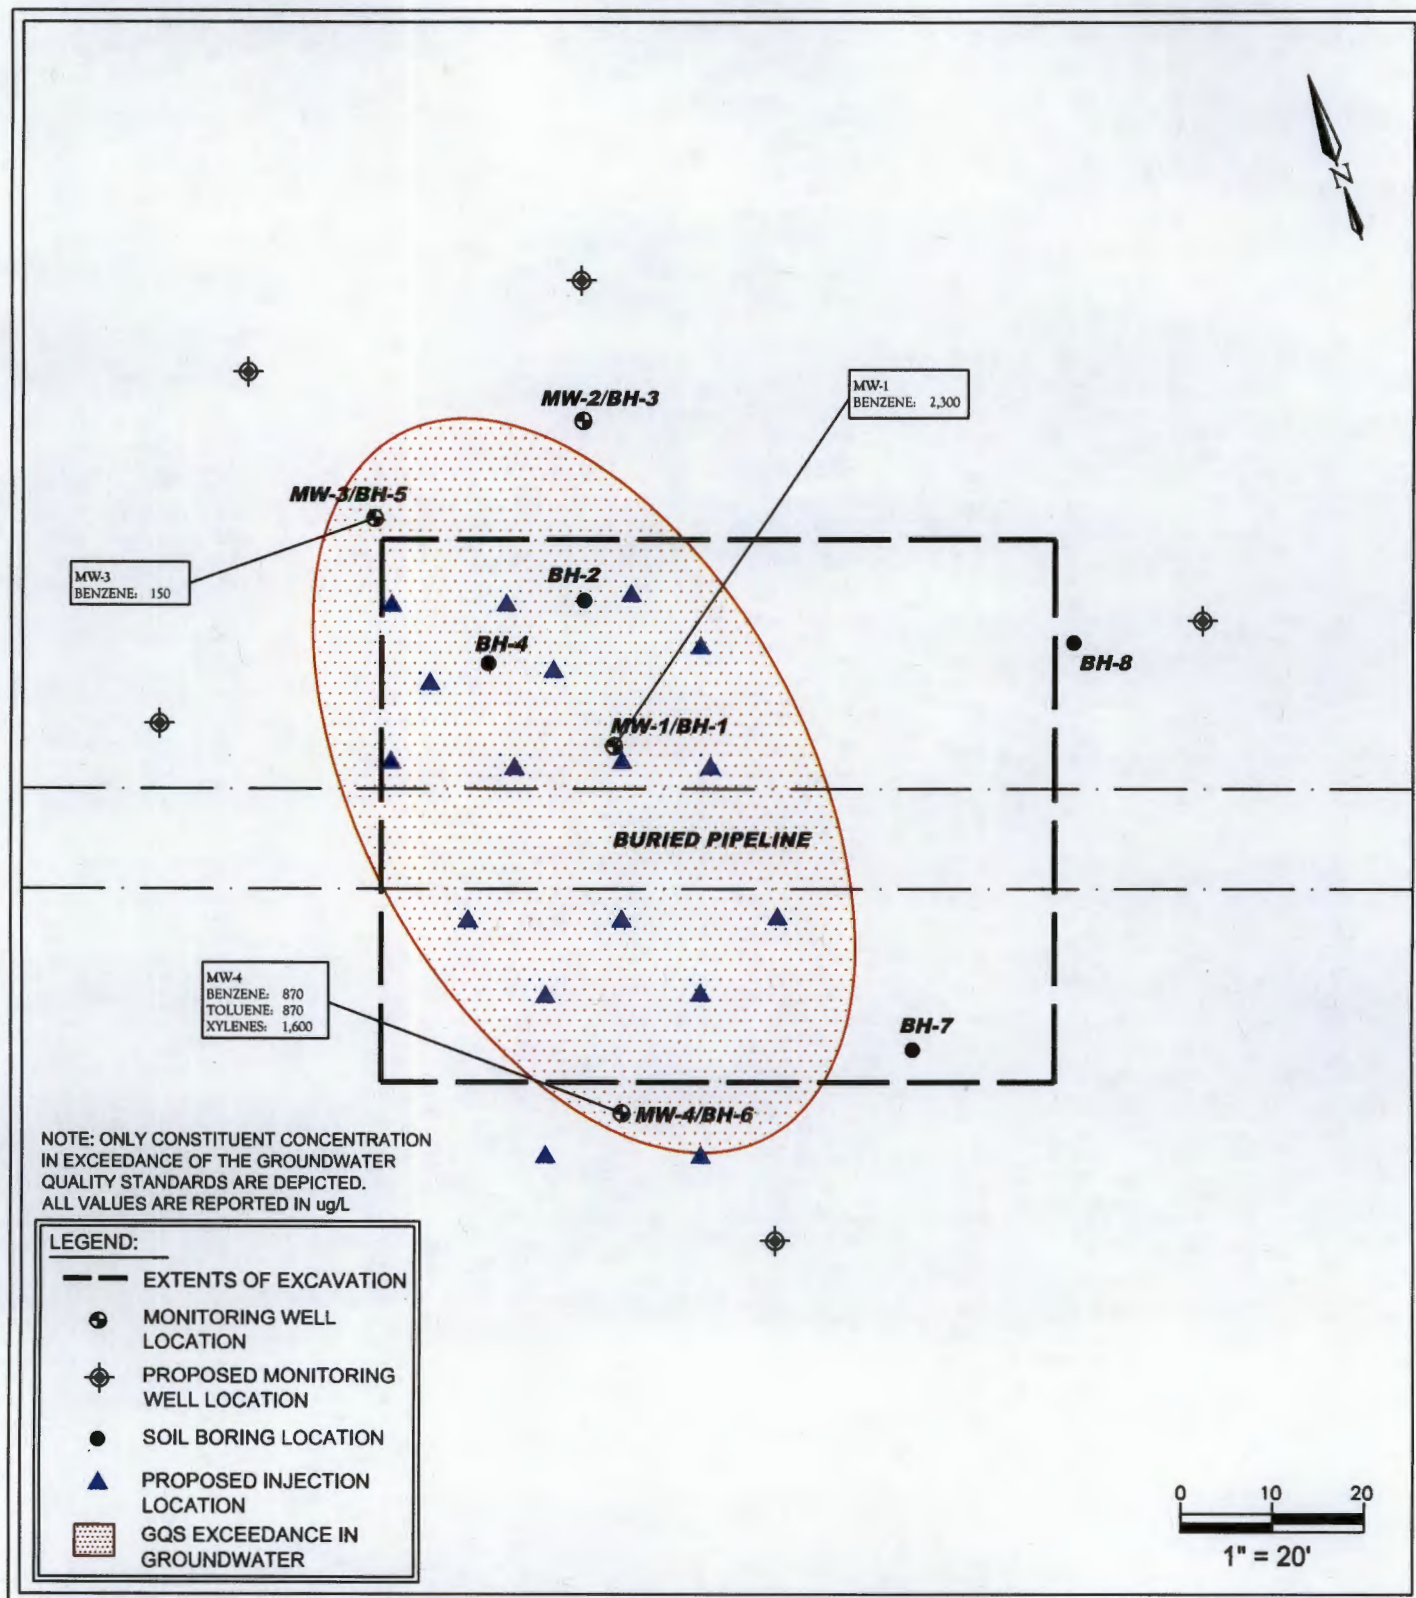 N
MW-1
BENZENE: 2,300
MW-2/BH-3
MW-3/BH-5
MW-3
BENZENE: 150
BH-2
BH-4
BH-8
MW-1/BH-1
BURIED PIPELINE
MW-4
BENZENE: 870
TOLUENE: 870
XYLENES: 1,600
BH-7
MW-4/BH-6
NOTE: ONLY CONSTITUENT CONCENTRATION
IN EXCEEDANCE OF THE GROUNDWATER
QUALITY STANDARDS ARE DEPICTED.
ALL VALUES ARE REPORTED IN ug/L
LEGEND:
EXTENTS OF EXCAVATION
MONITORING WELL
LOCATION
PROPOSED MONITORING
WELL LOCATION
SOIL BORING LOCATION
PROPOSED INJECTION
LOCATION
GQS EXCEEDANCE IN
GROUNDWATER
0 10 20
1" = 20'